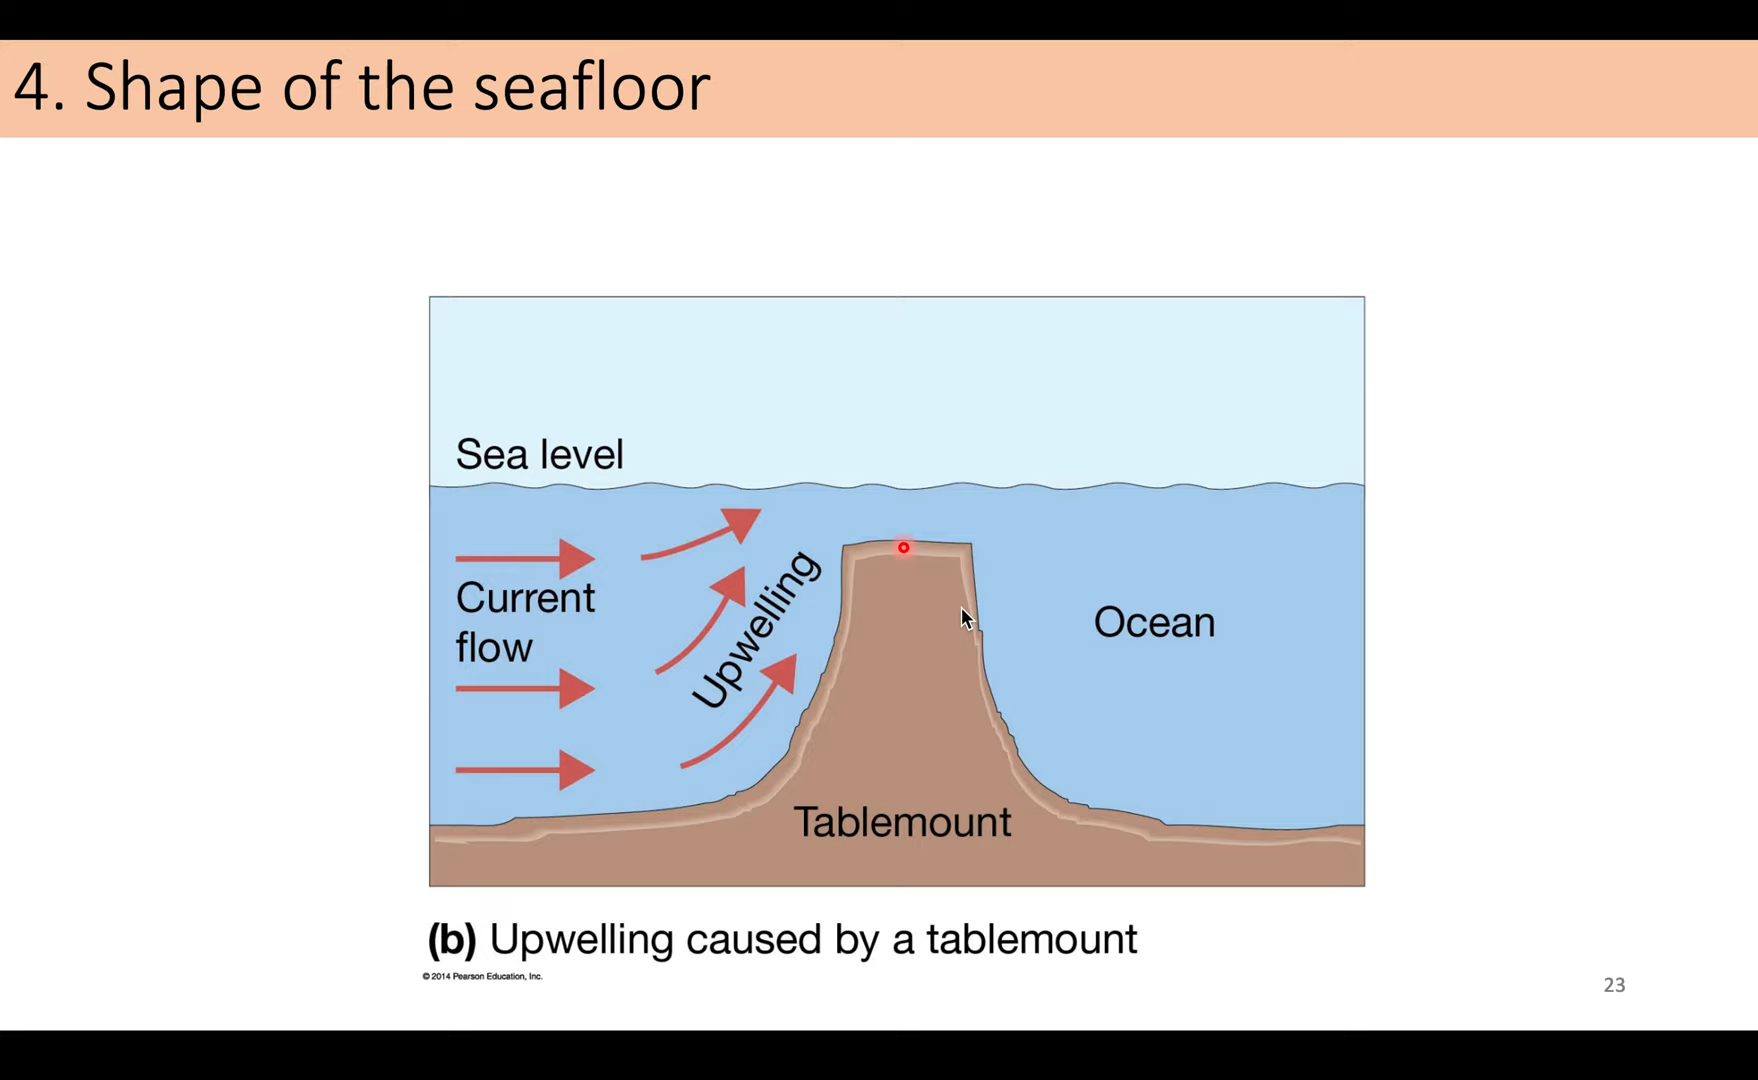 4. Shape of the seafloor
Sea level
Current
flow
Upwelling
Ocean
Tablemount
(b) Upwelling caused by a tablemount
© 2014 Pearson Education, Inc.
23